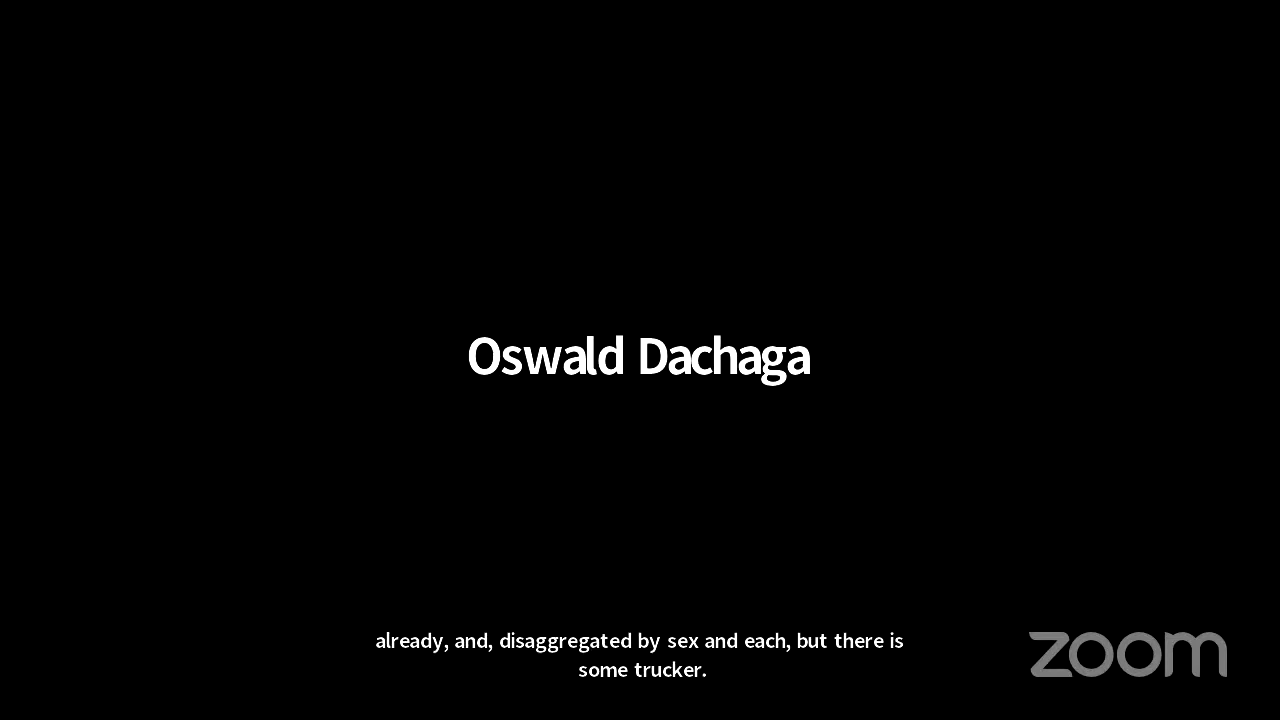 Oswald Dachaga
already, and, disaggregated by sex and each, but there is
some trucker.
zoom